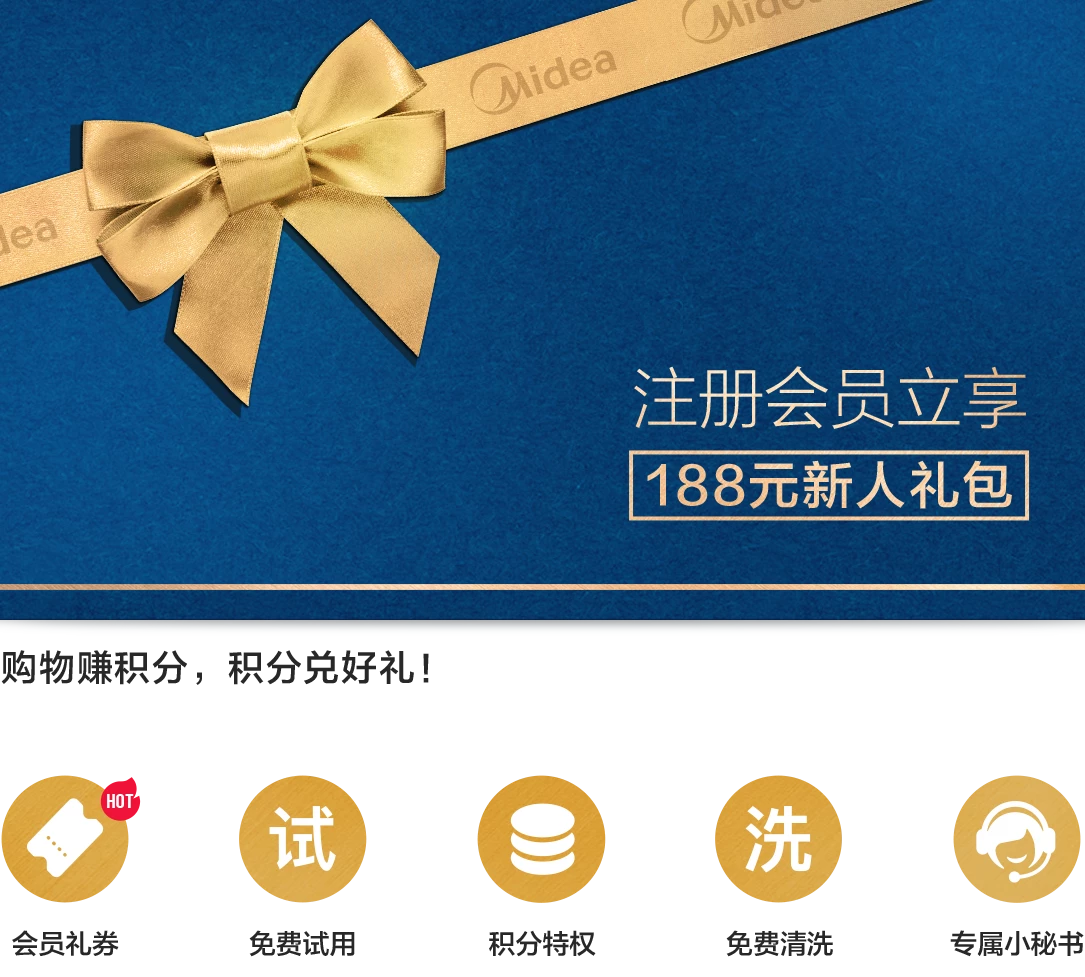 Midea
Midea
dea
注册会员立享
188元新人礼包
购物赚积分，积分兑好礼！
HOT
试
洗
会员礼券
免费试用
积分特权
免费清洗
专属小秘书